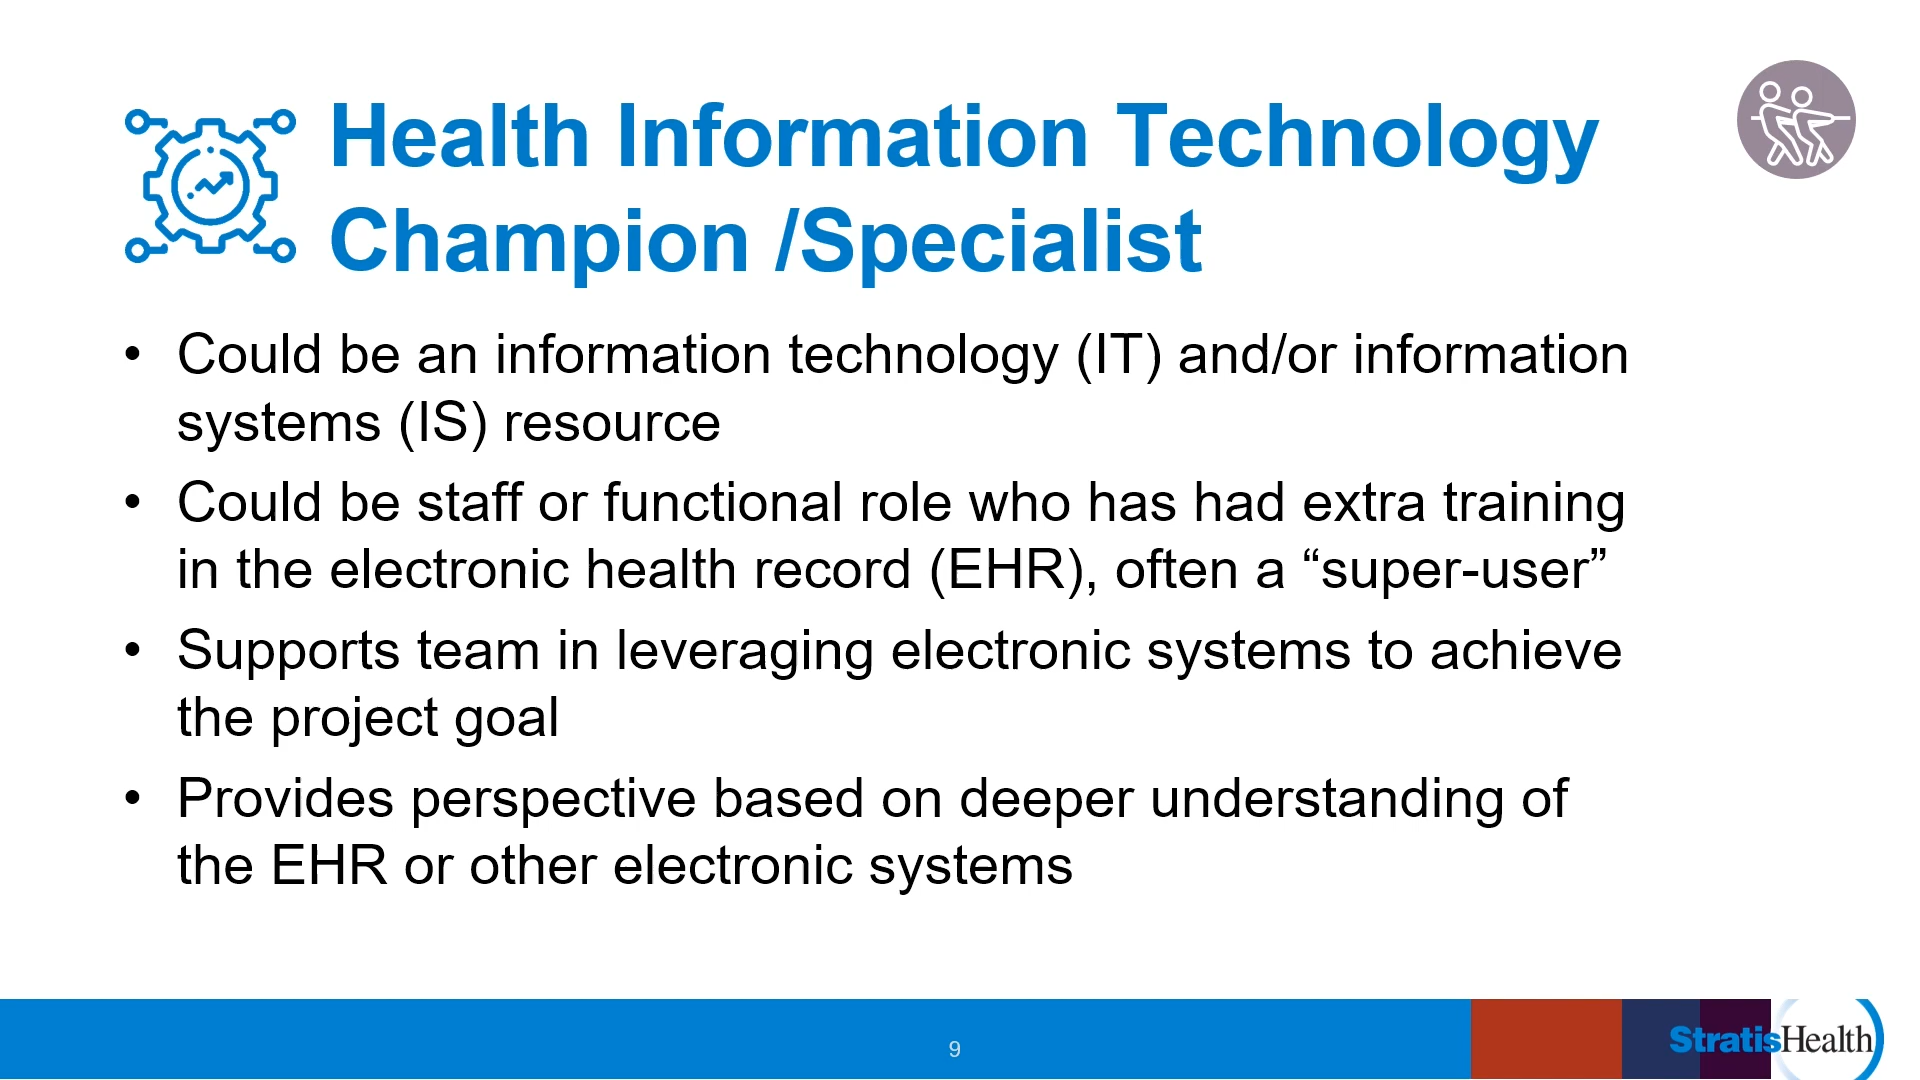 Health Information Technology
Champion /Specialist
• Could be an information technology (IT) and/or information
systems (IS) resource
• Could be staff or functional role who has had extra training
in the electronic health record (EHR), often a “super-user”
• Supports team in leveraging electronic systems to achieve
the project goal
• Provides perspective based on deeper understanding of
the EHR or other electronic systems
9
StratisHealth